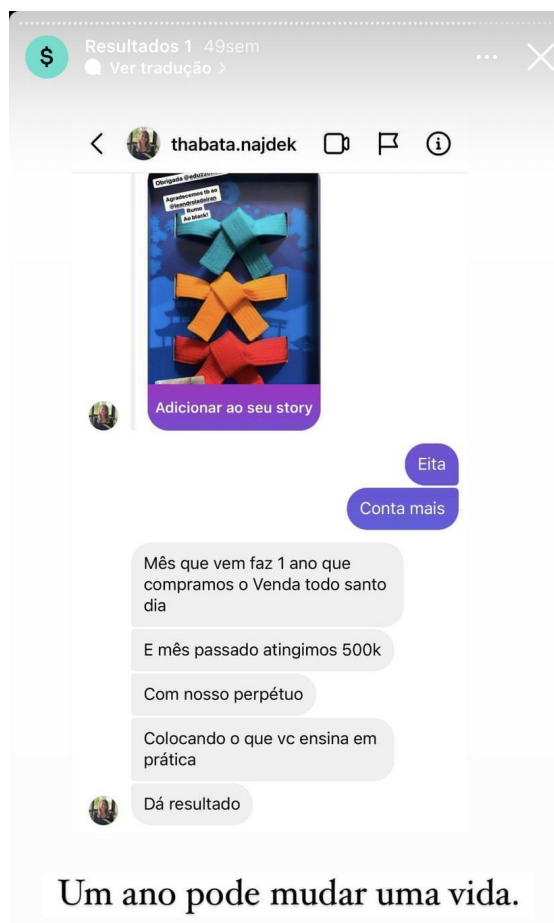 $
Resultados 1 49sem
Ver tradução >
thabata.najdek
Obrigada @eduzz
Agradecemos tb ao
@leandroladeiran
Rumo
Ao black!
Adicionar ao seu story
Eita
Conta mais
Mês que vem faz 1 ano que
compramos o Venda todo santo
dia
E mês passado atingimos 500k
Com nosso perpétuo
Colocando o que vc ensina em
prática
Dá resultado
Um ano pode mudar uma vida.